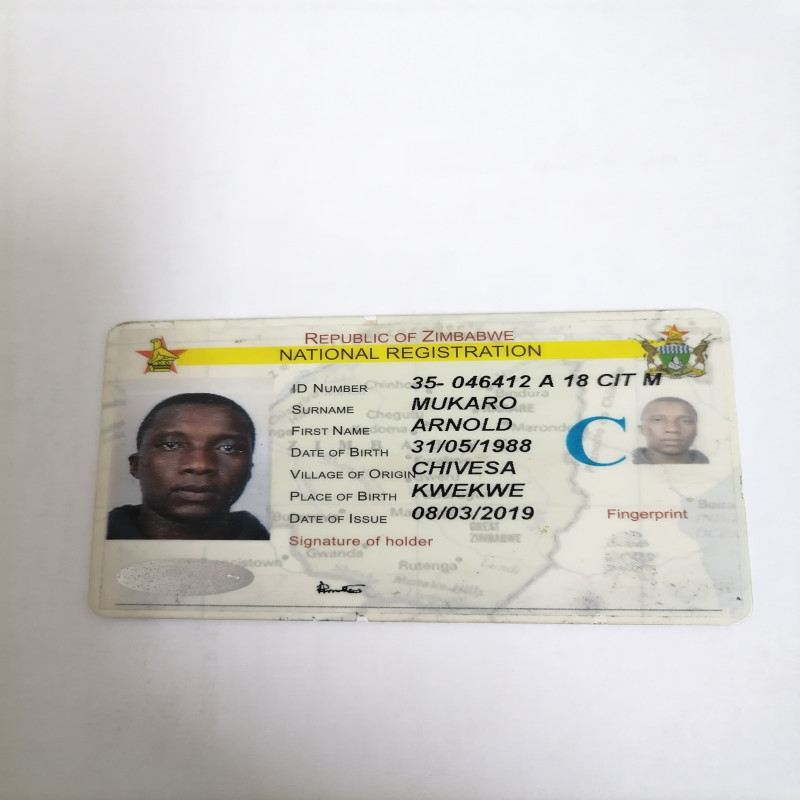 REPUBLIC OF ZIMBABWE
NATIONAL REGISTRATION
ID NUMBER 35- 046412 A 18 CIT M
SURNAME MUKARO
FIRST NAME ARNOLD
DATE OF BIRTH 31/05/1988
VILLAGE OF ORIGIN CHIVESA
PLACE OF BIRTH KWEKWE
DATE OF ISSUE 08/03/2019
C
Fingerprint
Signature of holder
GREAT ZIMBABWE
Gwanda
Rutenga